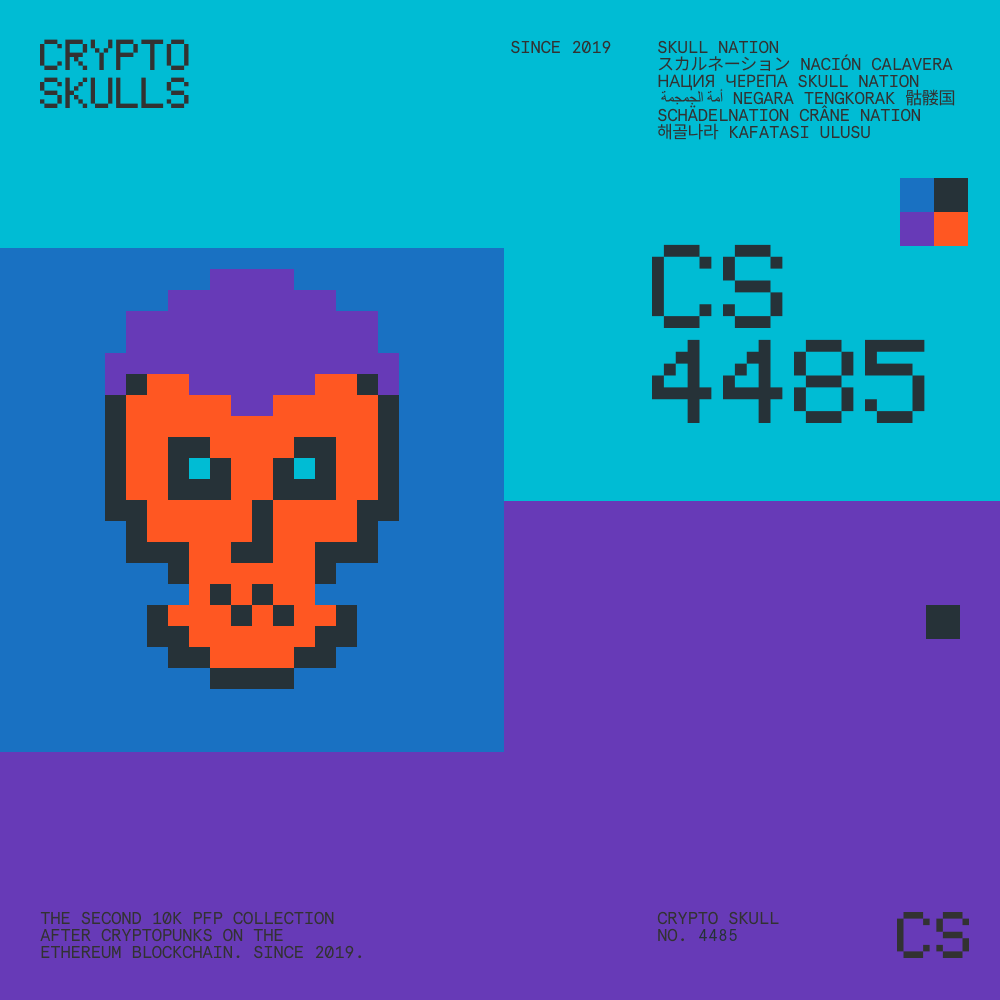 CRYPTO
SKULLS
SINCE 2019
SKULL NATION
スカルネーション NACIÓN CALAVERA
НАЦИЯ ЧЕРЕПА SKULL NATION
أمة الجمجمة NEGARA TENGKORAK 骷髅国
SCHÄDELNATION CRÂNE NATION
해골나라 KAFATASI ULUSU
CS
4485
THE SECOND 10K PFP COLLECTION
AFTER CRYPTOPUNKS ON THE
ETHEREUM BLOCKCHAIN. SINCE 2019.
CRYPTO SKULL
NO. 4485
CS